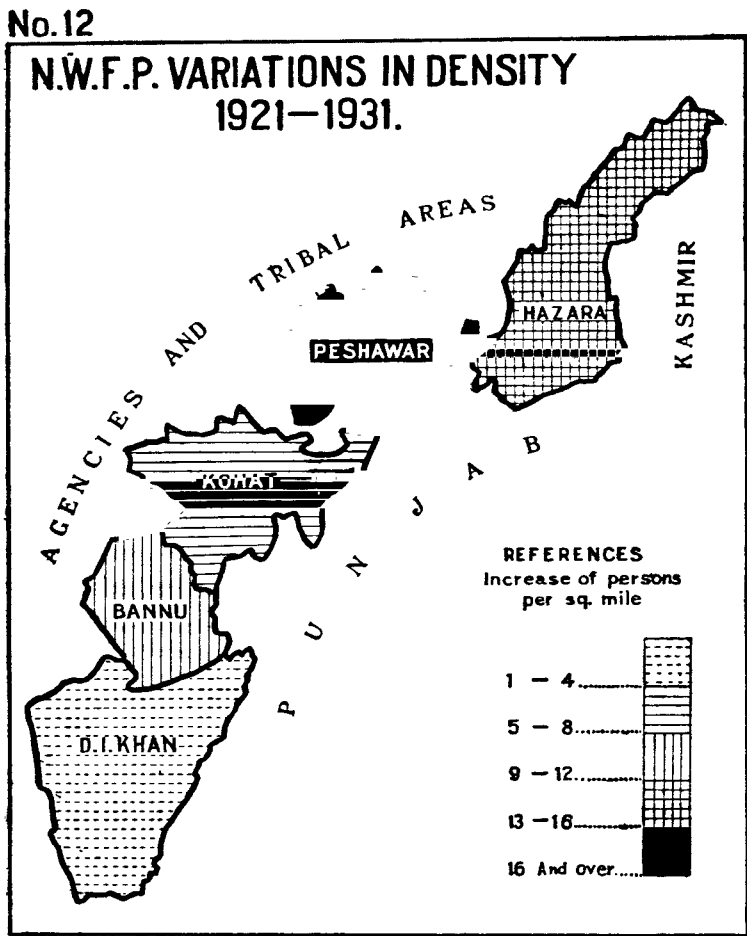 No.12
N.W.F.P. VARIATIONS IN DENSITY
1921—1931.
AGENCIES AND TRIBAL AREAS
KASHMIR
HAZARA
PESHAWAR
PUNJAB
KOHAT
BANNU
D.I.KHAN
REFERENCES
Increase of persons
per sq. mile
1 — 4
5 — 8
9 — 12
13 —16
16 And over